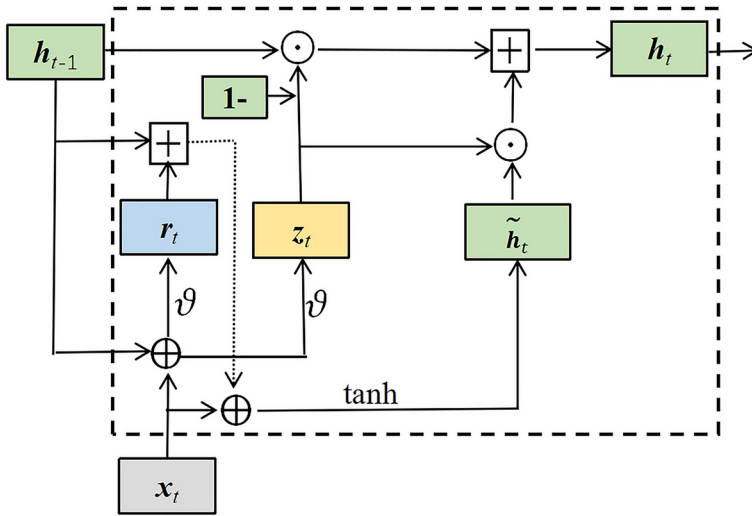 h_{t-1}
h_t
1-
r_t
z_t
h̃_t
ϑ
ϑ
tanh
x_t